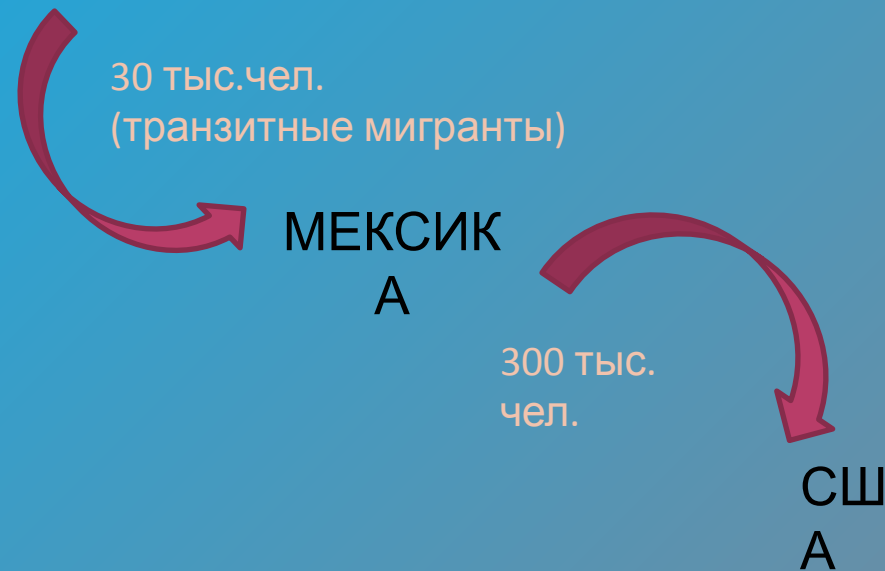 30 тыс.чел.
(транзитные мигранты)
МЕКСИК
А
300 тыс.
чел.
СШ
А